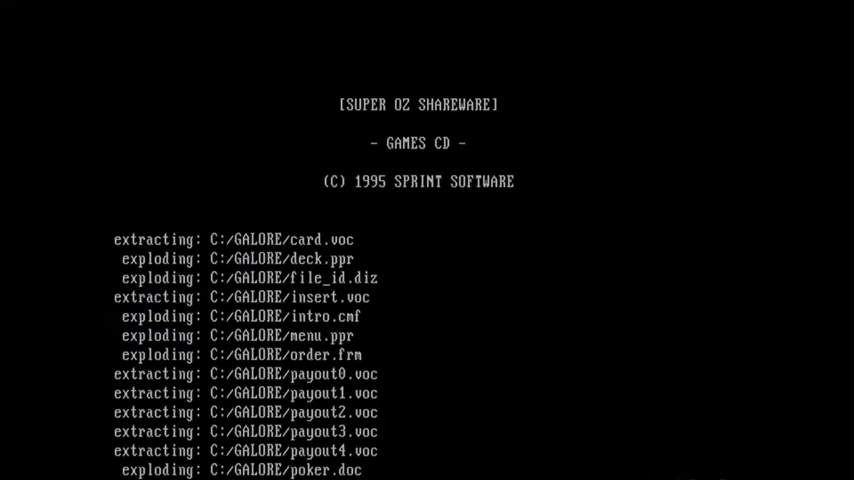 [SUPER OZ SHAREWARE]
- GAMES CD -
(C) 1995 SPRINT SOFTWARE
extracting: C:/GALORE/card.voc
exploding: C:/GALORE/deck.ppr
exploding: C:/GALORE/file_id.diz
extracting: C:/GALORE/insert.voc
exploding: C:/GALORE/intro.cmf
exploding: C:/GALORE/menu.ppr
exploding: C:/GALORE/order.frm
extracting: C:/GALORE/payout0.voc
extracting: C:/GALORE/payout1.voc
extracting: C:/GALORE/payout2.voc
extracting: C:/GALORE/payout3.voc
extracting: C:/GALORE/payout4.voc
exploding: C:/GALORE/poker.doc